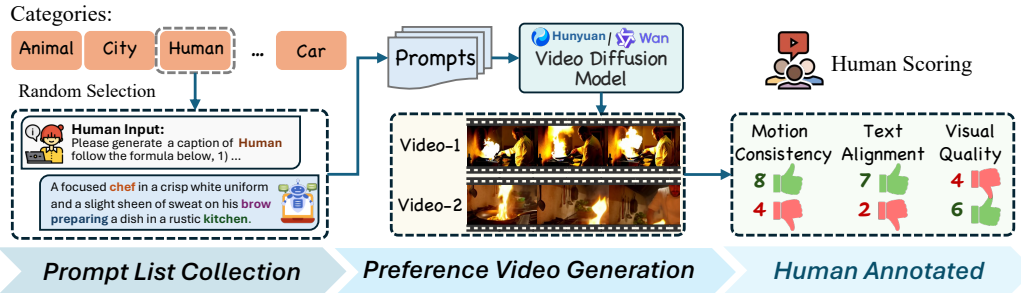 Categories:
Animal
City
Human
...
Car
Random Selection
Human Input:
Please generate a caption of Human
follow the formula below, 1) ...
A focused chef in a crisp white uniform
and a slight sheen of sweat on his brow
preparing a dish in a rustic kitchen.
Prompts
Hunyuan / Wan
Video Diffusion
Model
Video-1
Video-2
Human Scoring
Motion
Consistency
Text
Alignment
Visual
Quality
8
7
4
4
2
6
Prompt List Collection
Preference Video Generation
Human Annotated